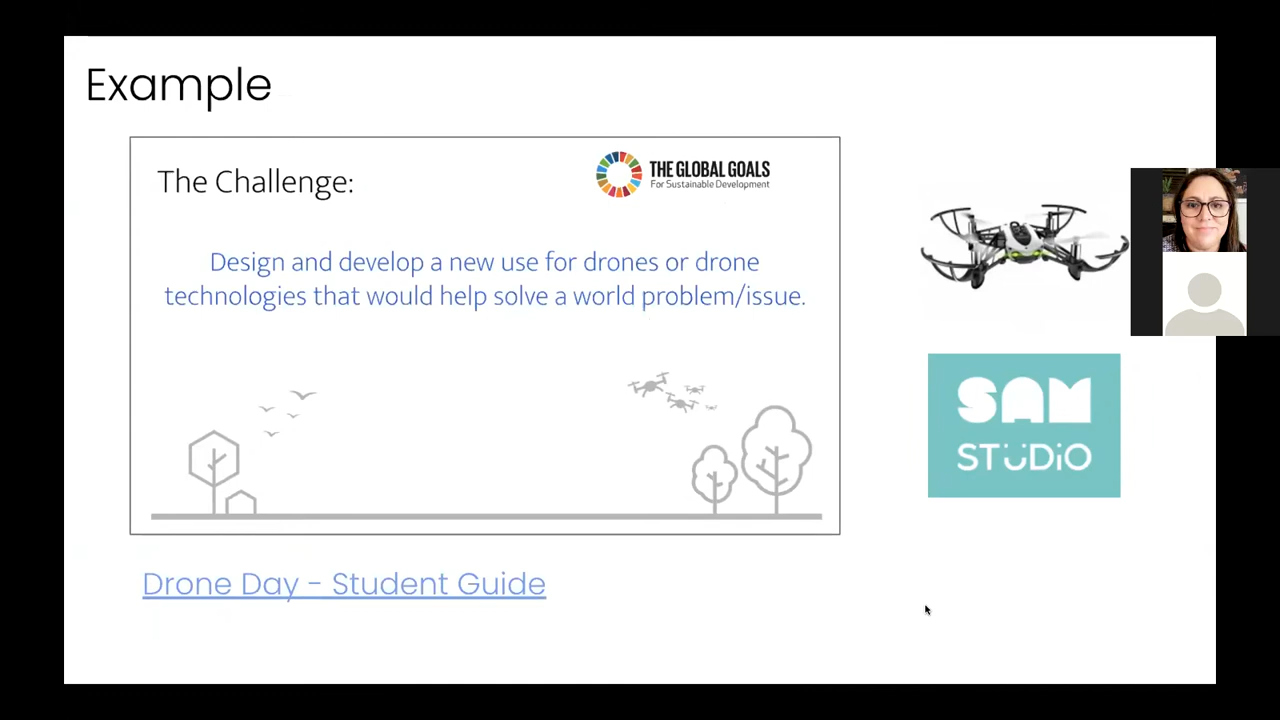 Example
The Challenge:
THE GLOBAL GOALS
For Sustainable Development
Design and develop a new use for drones or drone
technologies that would help solve a world problem/issue.
SAM
STÜDiO
Drone Day - Student Guide